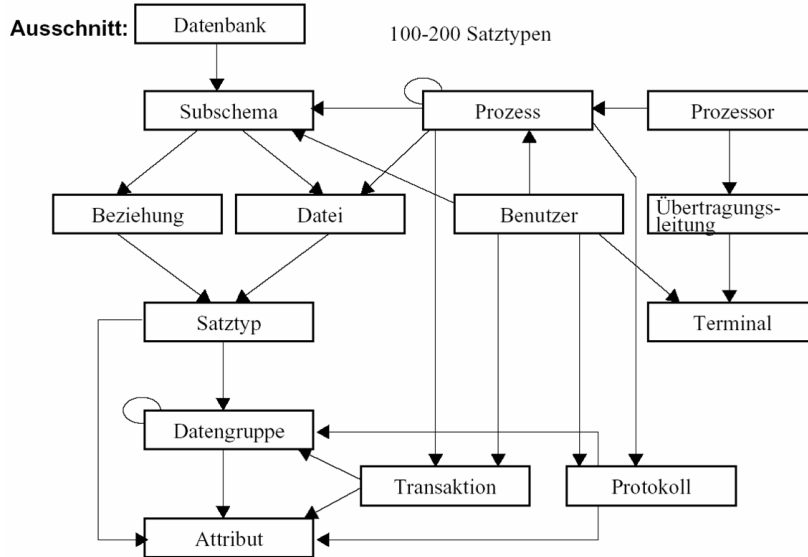 Ausschnitt:
Datenbank
100-200 Satztypen
Subschema
Prozess
Prozessor
Beziehung
Datei
Benutzer
Übertragungs-
leitung
Satztyp
Terminal
Datengruppe
Transaktion
Protokoll
Attribut